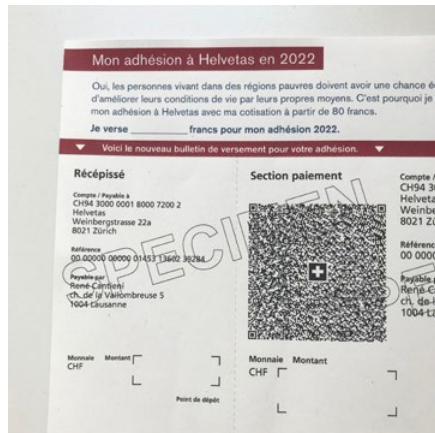 Mon adhésion à Helvetas en 2022
Oui, les personnes vivant dans des régions pauvres doivent avoir une chance
d'améliorer leurs conditions de vie par leurs propres moyens. C'est pourquoi je
mon adhésion à Helvetas avec ma cotisation à partir de 80 francs.
Je verse ____________ francs pour mon adhésion 2022.
Voici le nouveau bulletin de versement pour votre adhésion.
Récépissé
Compte / Payable à
CH94 3000 0001 8000 7200 2
Helvetas
Weinbergstrasse 22a
8021 Zürich
Référence
00 00000 00000 01453 13602 39284
Payable par
René Cantieni
ch. de la Vallombreuse 5
1004 Lausanne
Monnaie Montant
CHF
Point de dépôt
Section paiement
Monnaie Montant
CHF
Compte /
CH94 3
Helveta
Weinbe
8021 Zü
Référenc
00 0000
Payable
René C
ch. de
1004 La
SPECIMEN